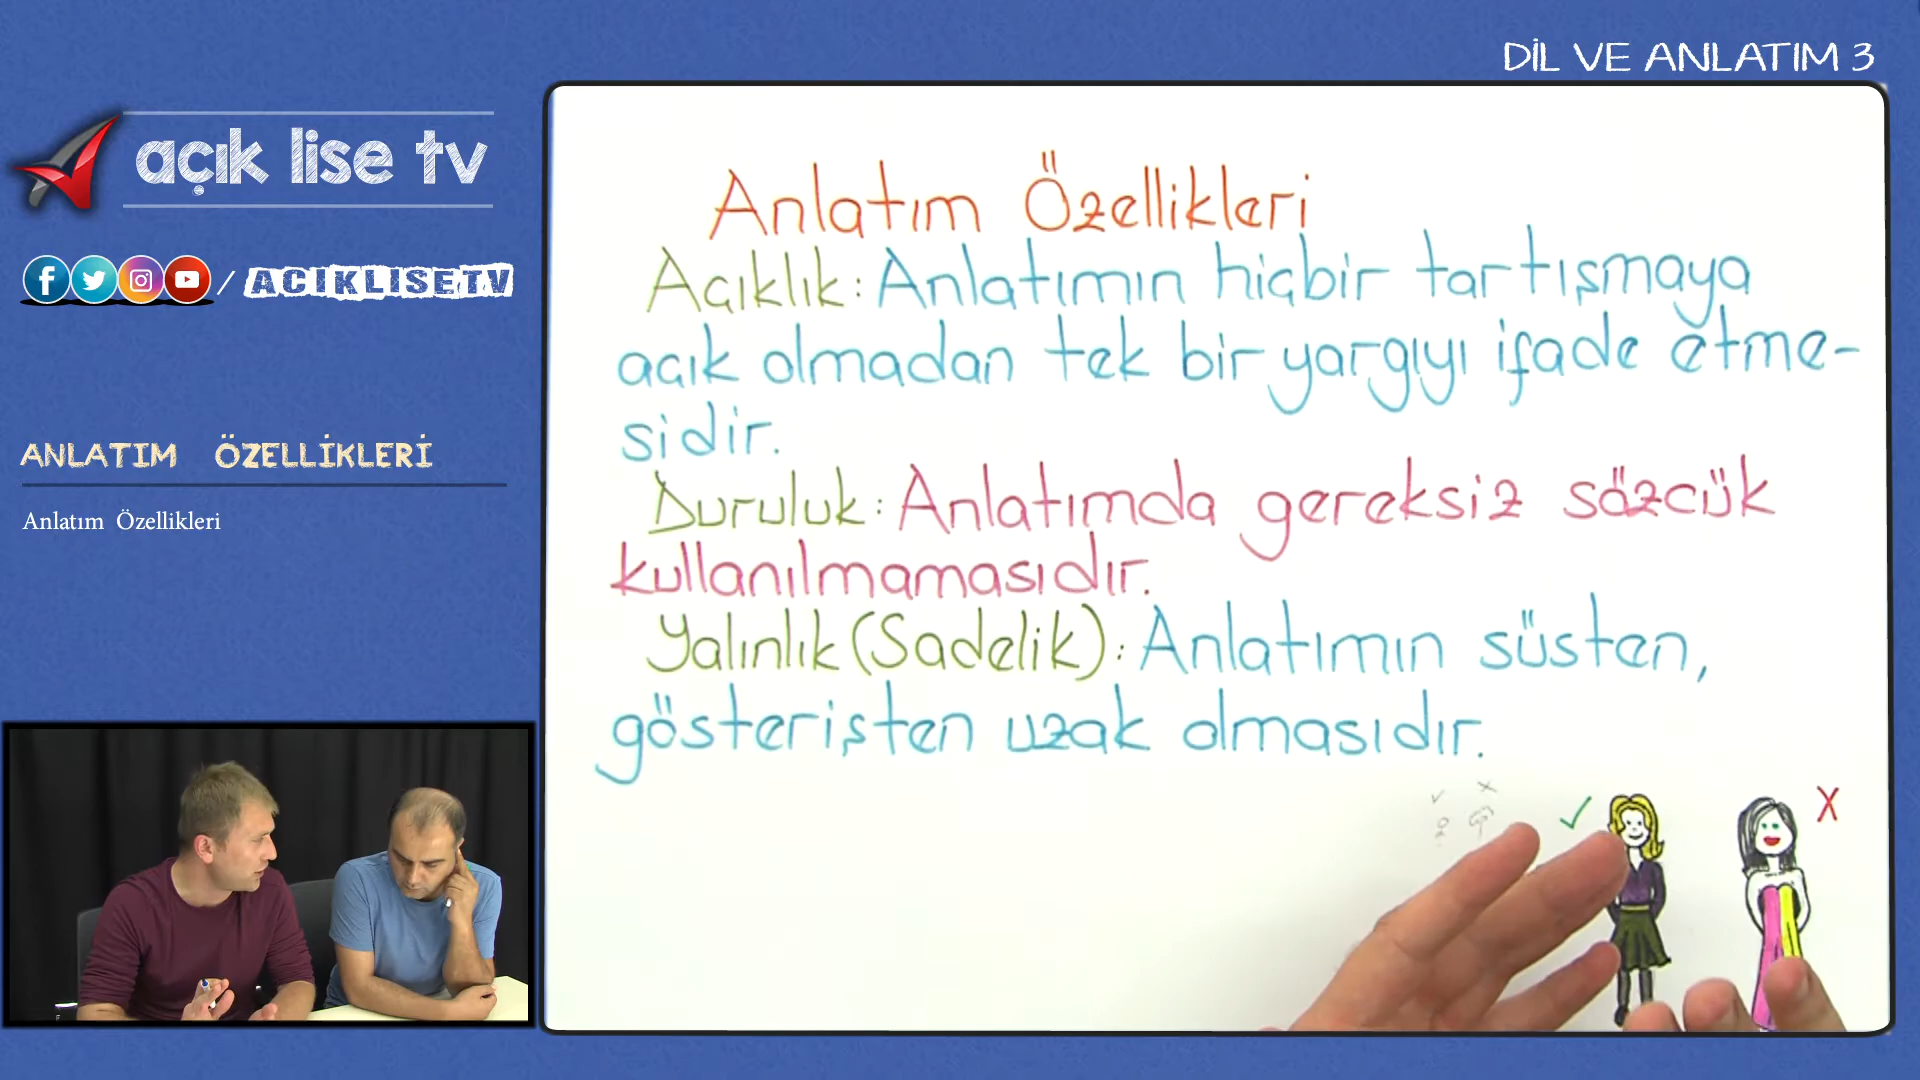 DİL VE ANLATIM 3
açık lise tv
/ ACIKLISETV
ANLATIM ÖZELLİKLERİ
Anlatım Özellikleri
Anlatım Özellikleri
Açıklık: Anlatımın hiçbir tartışmaya
açık olmadan tek bir yargıyı ifade etme-
sidir.
Duruluk: Anlatımda gereksiz sözcük
kullanılmamasıdır.
Yalınlık (Sadelik): Anlatımın süsten,
gösterişten uzak olmasıdır.